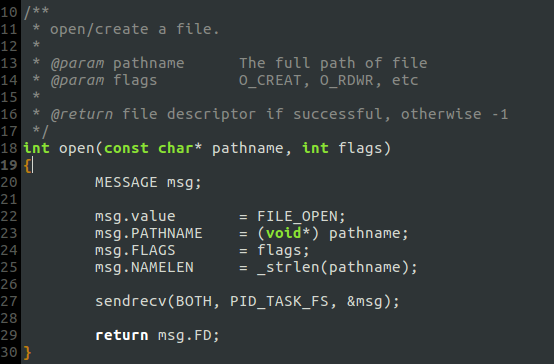 10 /**
11  * open/create a file.
12  *
13  * @param pathname      The full path of file
14  * @param flags         O_CREAT, O_RDWR, etc
15  *
16  * @return file descriptor if successful, otherwise -1
17  */
18 int open(const char* pathname, int flags)
19 {
20         MESSAGE msg;
21
22         msg.value       = FILE_OPEN;
23         msg.PATHNAME    = (void*) pathname;
24         msg.FLAGS       = flags;
25         msg.NAMELEN     = _strlen(pathname);
26
27         sendrecv(BOTH, PID_TASK_FS, &msg);
28
29         return msg.FD;
30 }